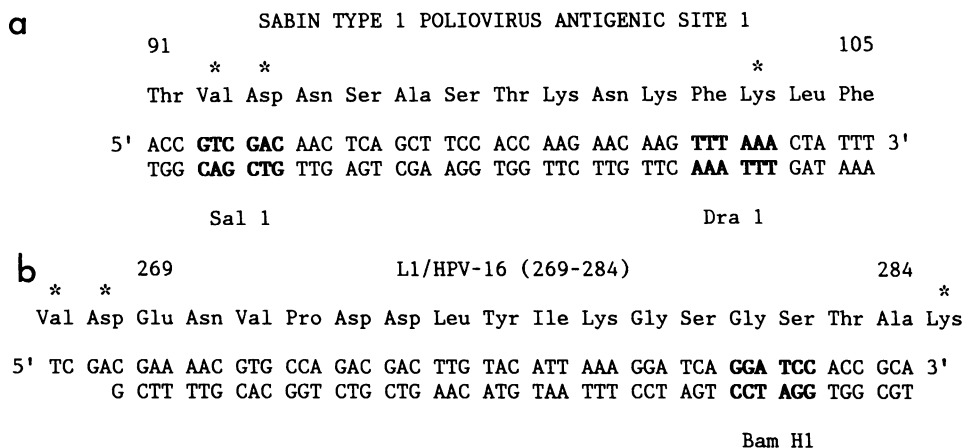 a
SABIN TYPE 1 POLIOVIRUS ANTIGENIC SITE 1
91 105
* * *
Thr Val Asp Asn Ser Ala Ser Thr Lys Asn Lys Phe Lys Leu Phe
5' ACC GTC GAC AAC TCA GCT TCC ACC AAG AAC AAG TTT AAA CTA TTT 3'
TGG CAG CTG TTG AGT CGA AGG TGG TTC TTG TTC AAA TTT GAT AAA
Sal 1 Dra 1
b
269 L1/HPV-16 (269-284) 284
* * *
Val Asp Glu Asn Val Pro Asp Asp Leu Tyr Ile Lys Gly Ser Gly Ser Thr Ala Lys
5' TC GAC GAA AAC GTG CCA GAC GAC TTG TAC ATT AAA GGA TCA GGA TCC ACC GCA 3'
G CTT TTG CAC GGT CTG CTG AAC ATG TAA TTT CCT AGT CCT AGG TGG CGT
Bam H1